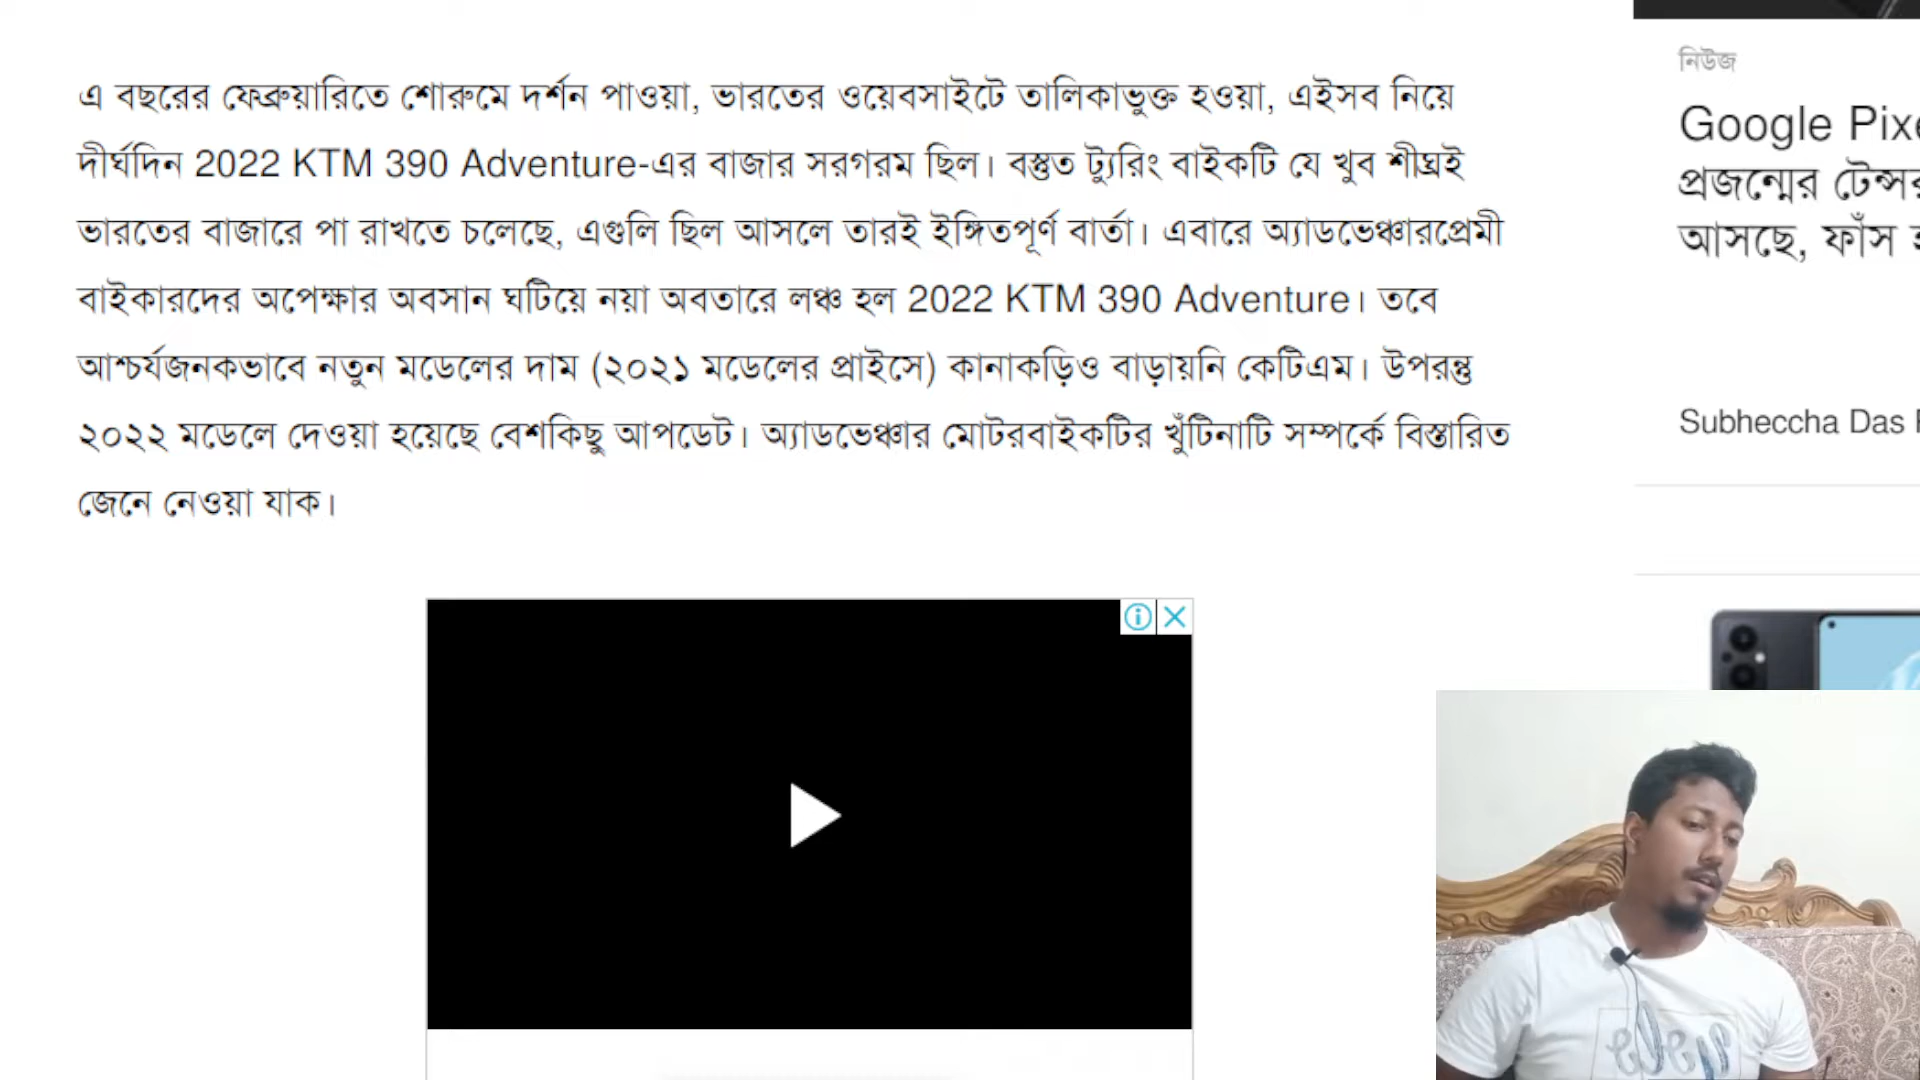 এ বছরের ফেব্রুয়ারিতে শোরুমে দর্শন পাওয়া, ভারতের ওয়েবসাইটে তালিকাভুক্ত হওয়া, এইসব নিয়ে
দীর্ঘদিন 2022 KTM 390 Adventure-এর বাজার সরগরম ছিল। বস্তুত ট্যুরিং বাইকটি যে খুব শীঘ্রই
ভারতের বাজারে পা রাখতে চলেছে, এগুলি ছিল আসলে তারই ইঙ্গিতপূর্ণ বার্তা। এবারে অ্যাডভেঞ্চারপ্রেমী
বাইকারদের অপেক্ষার অবসান ঘটিয়ে নয়া অবতারে লঞ্চ হল 2022 KTM 390 Adventure। তবে
আশ্চর্যজনকভাবে নতুন মডেলের দাম (২০২১ মডেলের প্রাইসে) কানাকড়িও বাড়ায়নি কেটিএম। উপরন্তু
২০২২ মডেলে দেওয়া হয়েছে বেশকিছু আপডেট। অ্যাডভেঞ্চার মোটরবাইকটির খুঁটিনাটি সম্পর্কে বিস্তারিত
জেনে নেওয়া যাক।
নিউজ
Google
প্রজন্মের
আসছে, ফাঁস
Subheccha Das